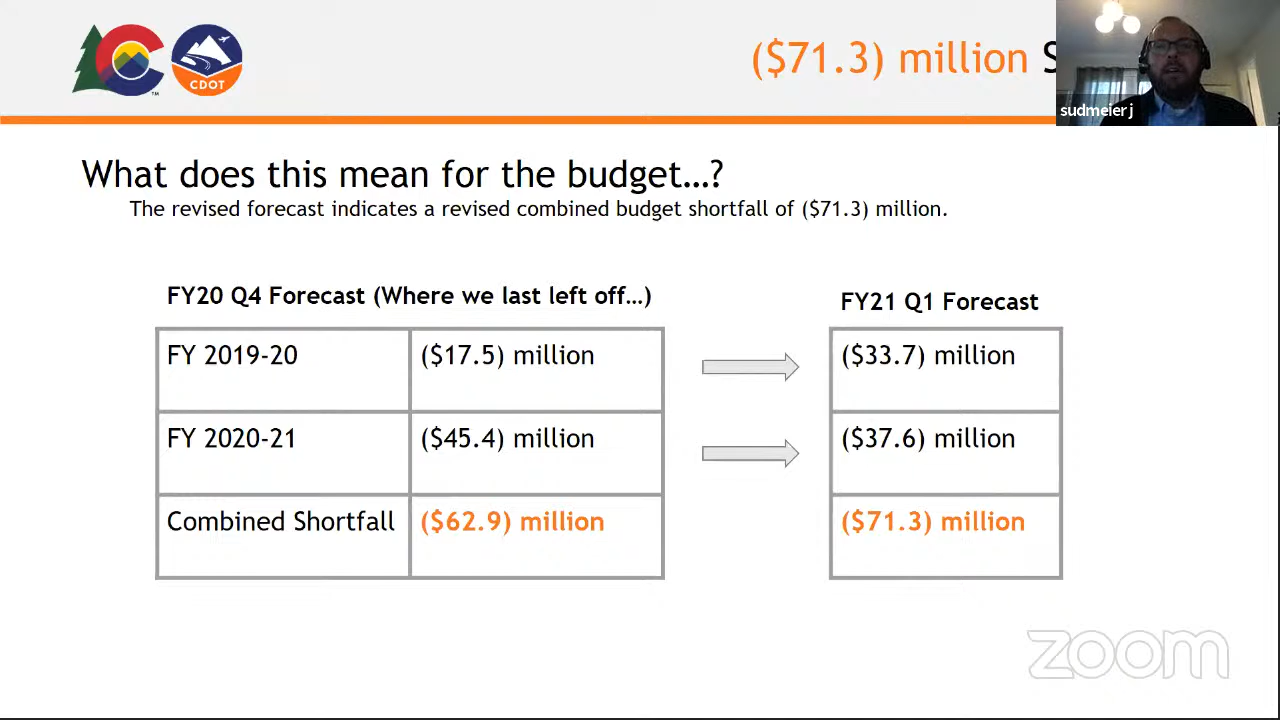 CDOT
($71.3) million S
sudmeierj
What does this mean for the budget…?
The revised forecast indicates a revised combined budget shortfall of ($71.3) million.
FY20 Q4 Forecast (Where we last left off…)
FY21 Q1 Forecast
FY 2019-20 ($17.5) million ($33.7) million
FY 2020-21 ($45.4) million ($37.6) million
Combined Shortfall ($62.9) million ($71.3) million
zoom